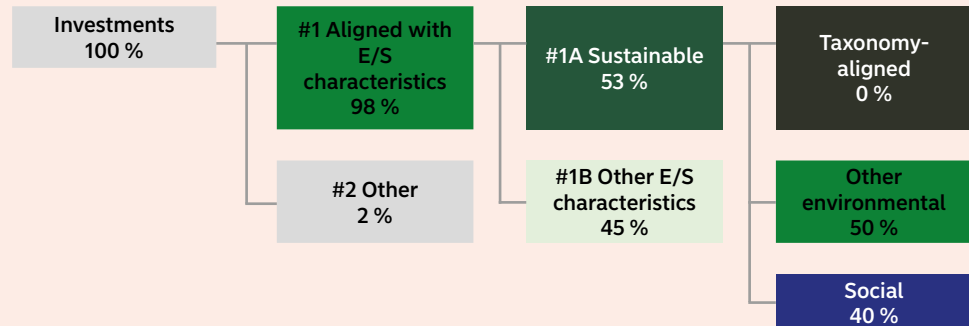 Investments
100 %
#1 Aligned with
E/S
characteristics
98 %
#1A Sustainable
53 %
Taxonomy-
aligned
0 %
#2 Other
2 %
#1B Other E/S
characteristics
45 %
Other
environmental
50 %
Social
40 %